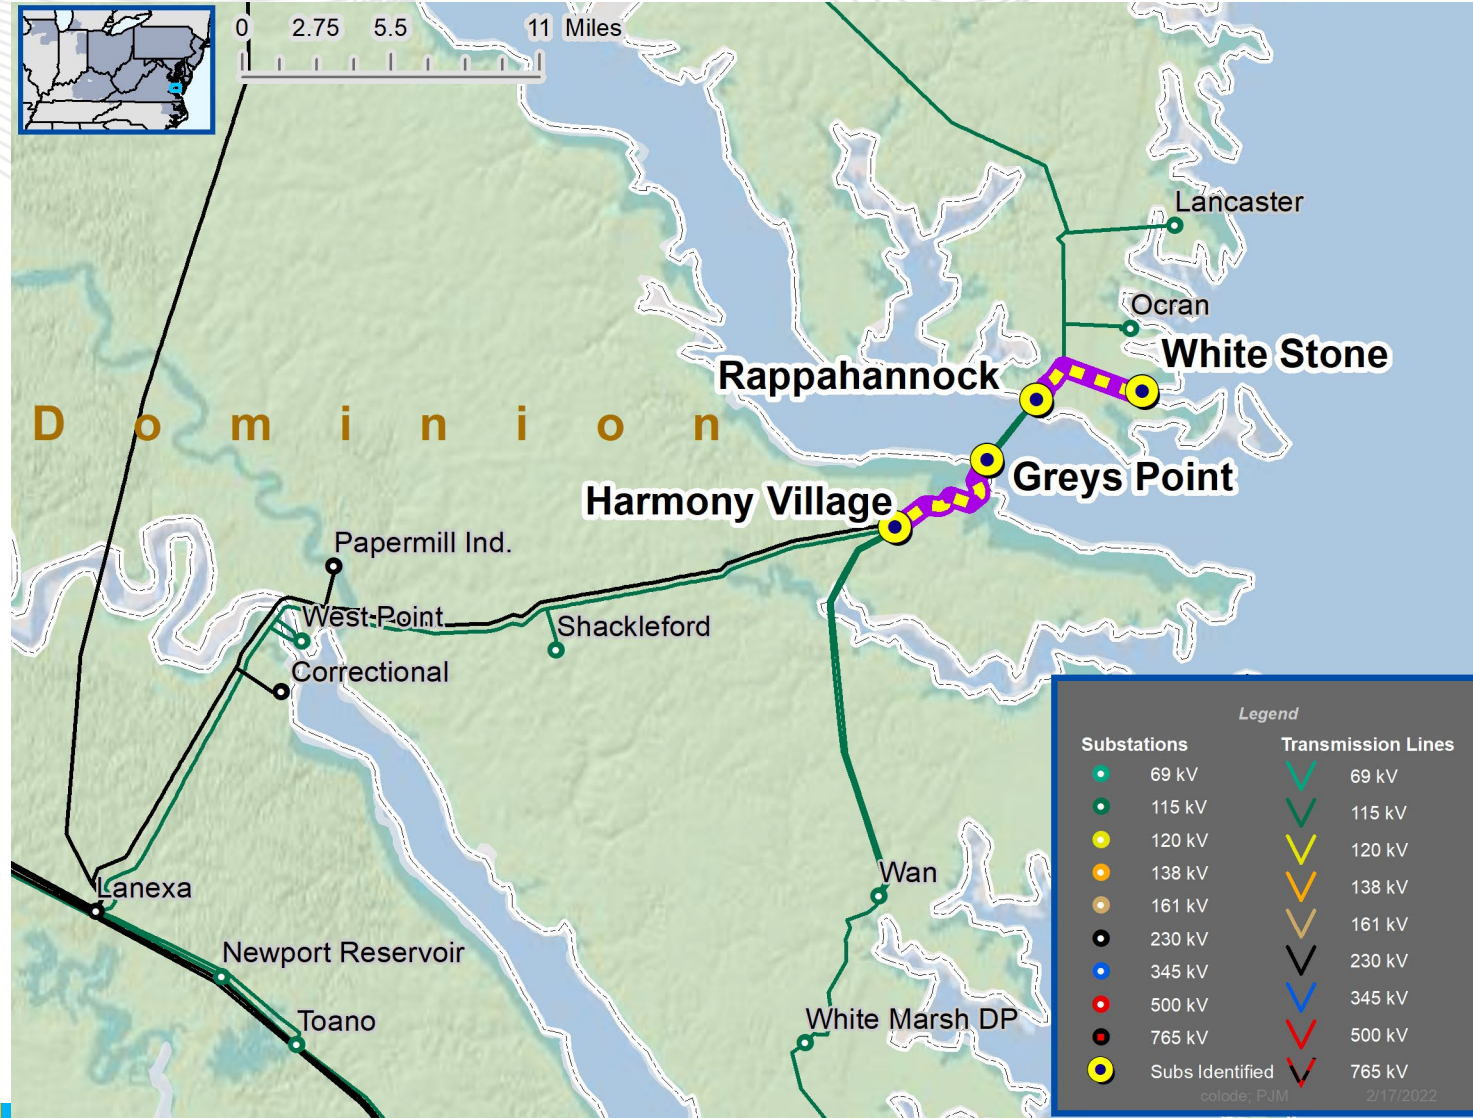 0 2.75 5.5 11 Miles
Lancaster
Ocran
White Stone
Rappahannock
Dominion
Greys Point
Harmony Village
Papermill Ind.
West Point
Shackleford
Correctional
Wan
Lanexa
Newport Reservoir
Toano
White Marsh DP
Legend
Substations Transmission Lines
69 kV 69 kV
115 kV 115 kV
120 kV 120 kV
138 kV 138 kV
161 kV 161 kV
230 kV 230 kV
345 kV 345 kV
500 kV 500 kV
765 kV 765 kV
Subs Identified
colode, PJM 2/17/2022